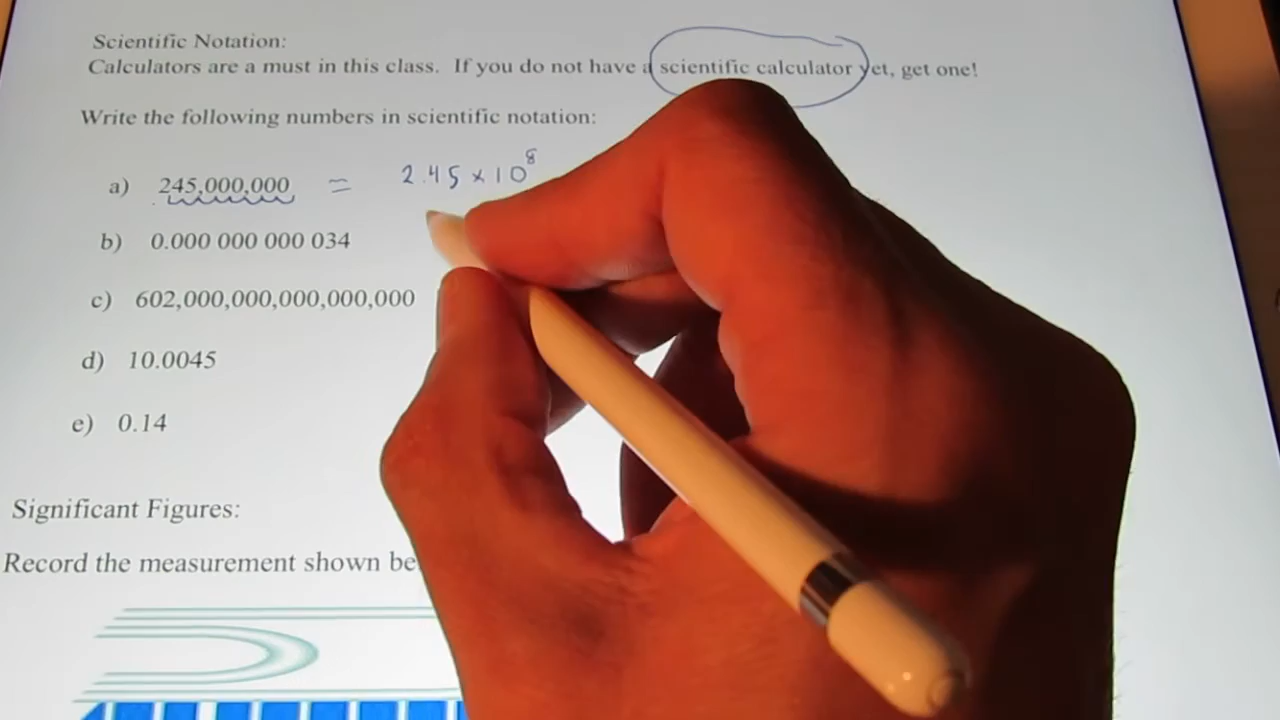 Scientific Notation:
Calculators are a must in this class. If you do not have a scientific calculator yet, get one!
Write the following numbers in scientific notation:
a) 245,000,000 = 2.45 × 10⁸
b) 0.000 000 000 034
c) 602,000,000,000,000,000
d) 10.0045
e) 0.14
Significant Figures:
Record the measurement shown be